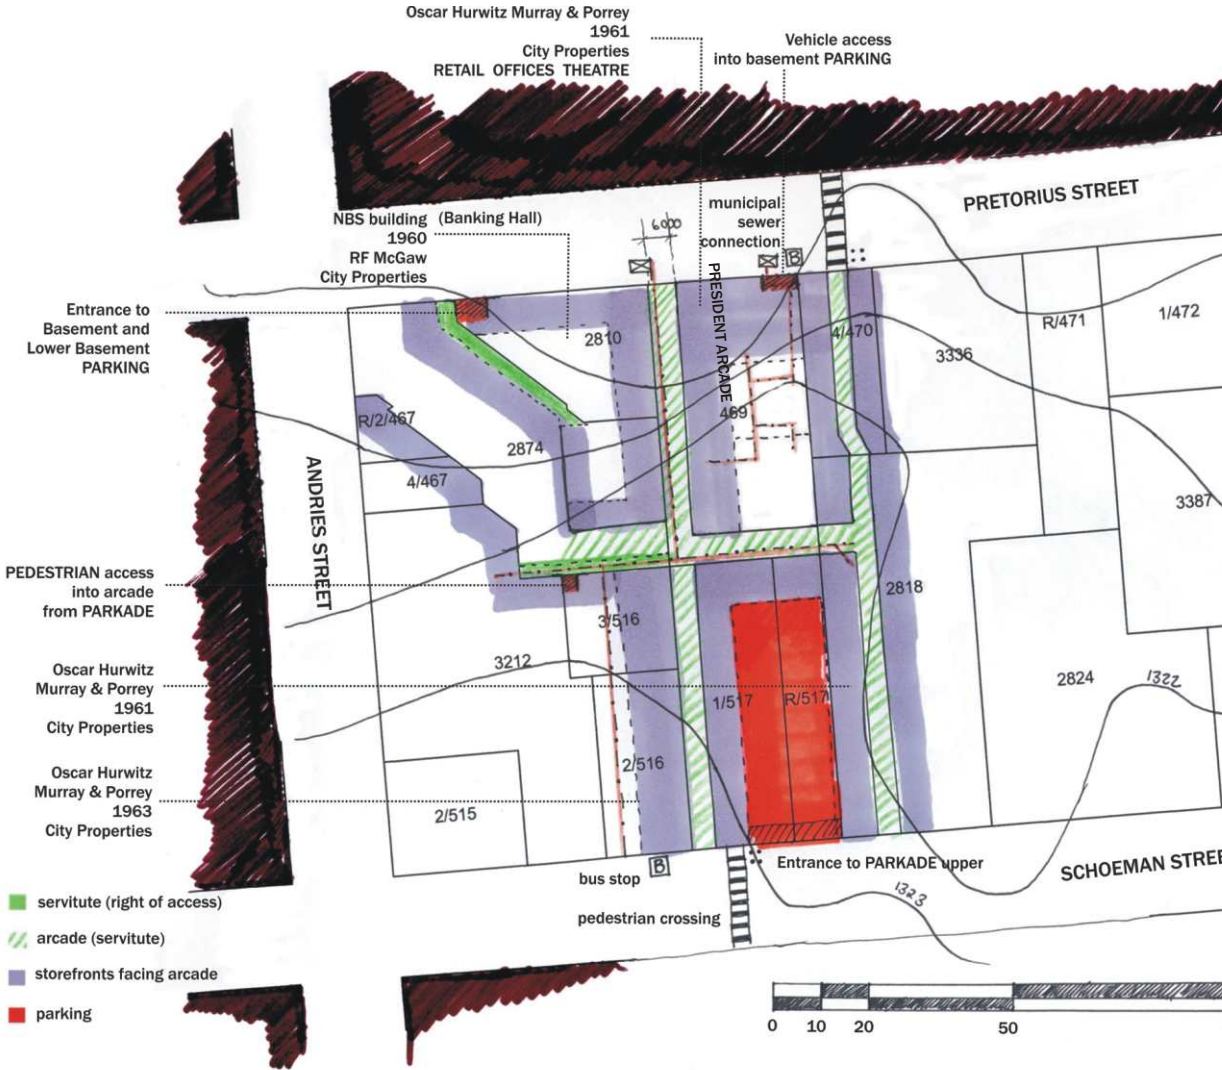 Oscar Hurwitz Murray & Porrey
1961
City Properties
RETAIL OFFICES THEATRE
Vehicle access
into basement PARKING
PRETORIUS STREET
NBS building (Banking Hall)
1960
RF McGaw
City Properties
6000
municipal
sewer
connection
B
PRESIDENT ARCADE
Entrance to
Basement and
Lower Basement
PARKING
2810
4/470
3336
R/471
1/472
R/2/467
469
2874
4/467
ANDRIES STREET
3387
PEDESTRIAN access
into arcade
from PARKADE
2818
3/516
3212
Oscar Hurwitz
Murray & Porrey
1961
City Properties
1/517
R/517
2824
1322
2/516
Oscar Hurwitz
Murray & Porrey
1963
City Properties
2/515
B
bus stop
Entrance to PARKADE upper
SCHOEMAN STREE
1323
pedestrian crossing
servitute (right of access)
arcade (servitute)
storefronts facing arcade
parking
0 10 20 50